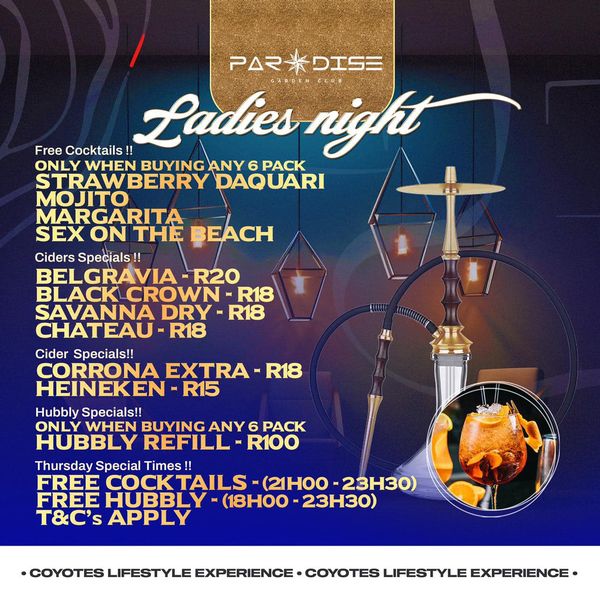 PARADISE
GARDEN CLUB
Ladies night
Free Cocktails !!
ONLY WHEN BUYING ANY 6 PACK
STRAWBERRY DAQUARI
MOJITO
MARGARITA
SEX ON THE BEACH
Ciders Specials !!
BELGRAVIA - R20
BLACK CROWN - R18
SAVANNA DRY - R18
CHATEAU - R18
Cider Specials!!
CORRONA EXTRA - R18
HEINEKEN - R15
Hubbly Specials!!
ONLY WHEN BUYING ANY 6 PACK
HUBBLY REFILL - R100
Thursday Special Times !!
FREE COCKTAILS - (21H00 - 23H30)
FREE HUBBLY - (18H00 - 23H30)
T&C's APPLY
• COYOTES LIFESTYLE EXPERIENCE • COYOTES LIFESTYLE EXPERIENCE •